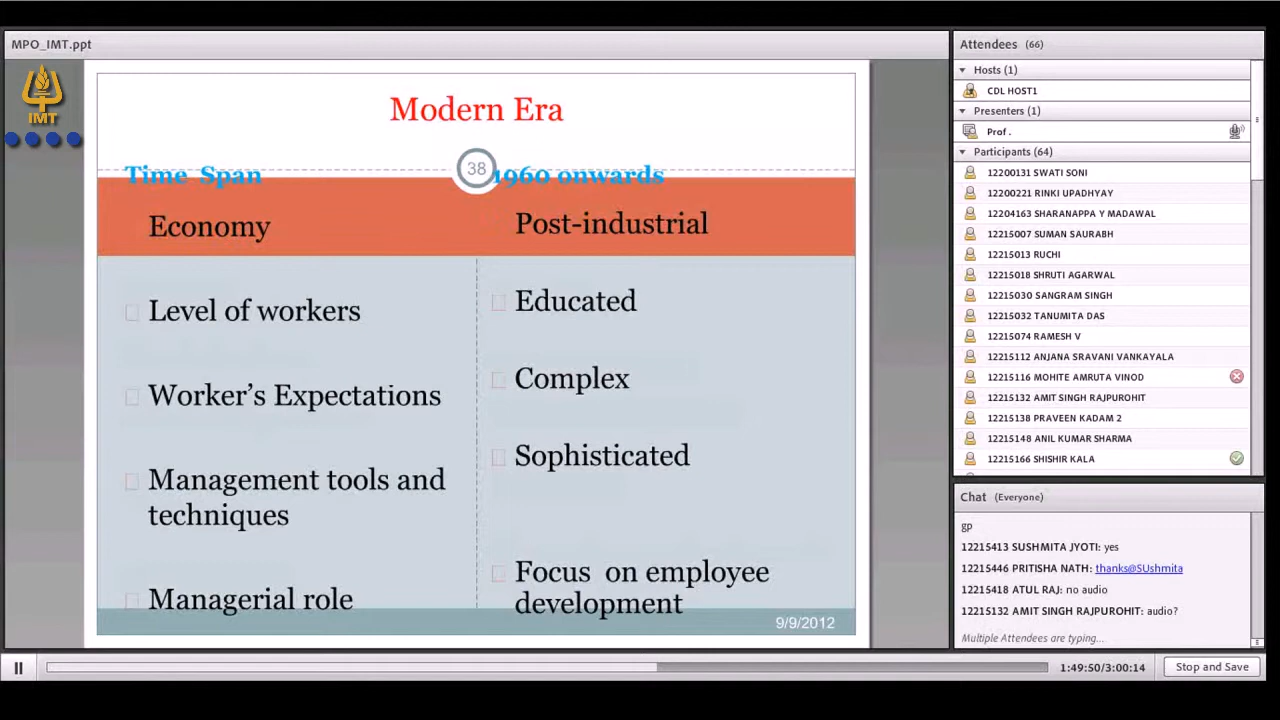 MPO_IMT.ppt
IMT
Modern Era
38
Time Span
1960 onwards
Economy
Post-industrial
Level of workers
Educated
Worker’s Expectations
Complex
Management tools and
techniques
Sophisticated
Managerial role
Focus on employee
development
9/9/2012
Attendees (66)
Hosts (1)
CDL HOST1
Presenters (1)
Prof .
Participants (64)
12200131 SWATI SONI
12200221 RINKI UPADHYAY
12204163 SHARANAPPA Y MADAWAL
12215007 SUMAN SAURABH
12215013 RUCHI
12215018 SHRUTI AGARWAL
12215030 SANGRAM SINGH
12215032 TANUMITA DAS
12215074 RAMESH V
12215112 ANJANA SRAVANI VANKAYALA
12215116 MOHITE AMRUTA VINOD
12215132 AMIT SINGH RAJPUROHIT
12215138 PRAVEEN KADAM 2
12215148 ANIL KUMAR SHARMA
12215166 SHISHIR KALA
Chat (Everyone)
gp
12215413 SUSHMITA JYOTI: yes
12215446 PRITISHA NATH: thanks@SUshmita
12215418 ATUL RAJ: no audio
12215132 AMIT SINGH RAJPUROHIT: audio?
Multiple Attendees are typing...
1:49:50/3:00:14
Stop and Save